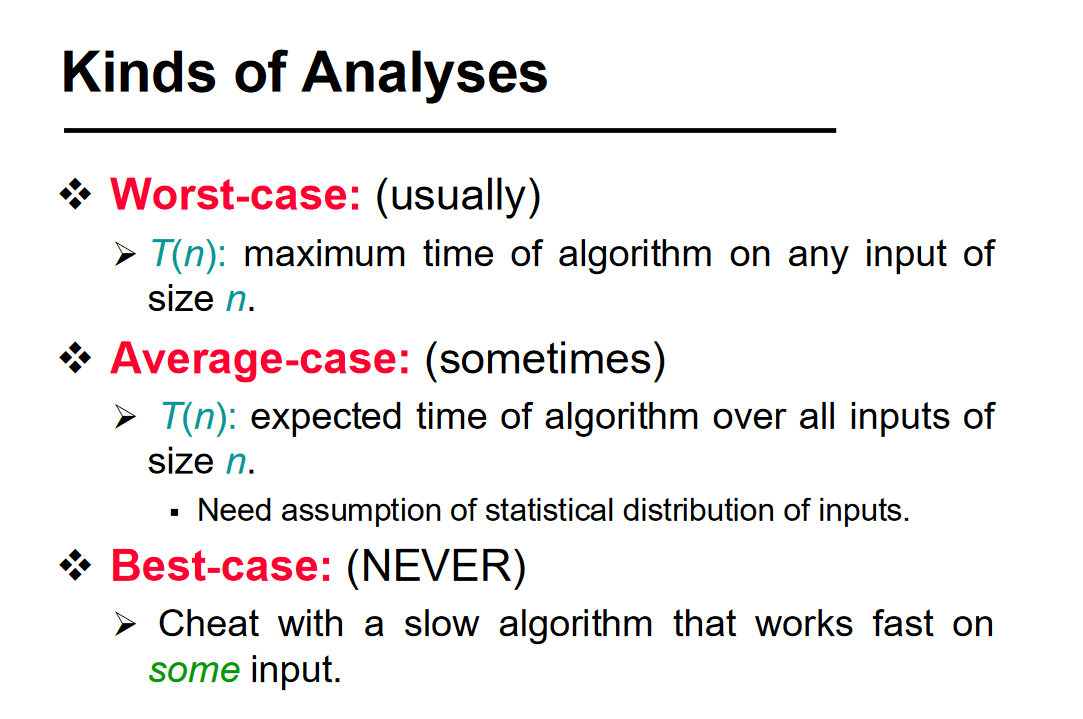 Kinds of Analyses
❖ Worst-case: (usually)
➢ T(n): maximum time of algorithm on any input of
size n.
❖ Average-case: (sometimes)
➢ T(n): expected time of algorithm over all inputs of
size n.
▪ Need assumption of statistical distribution of inputs.
❖ Best-case: (NEVER)
➢ Cheat with a slow algorithm that works fast on
some input.